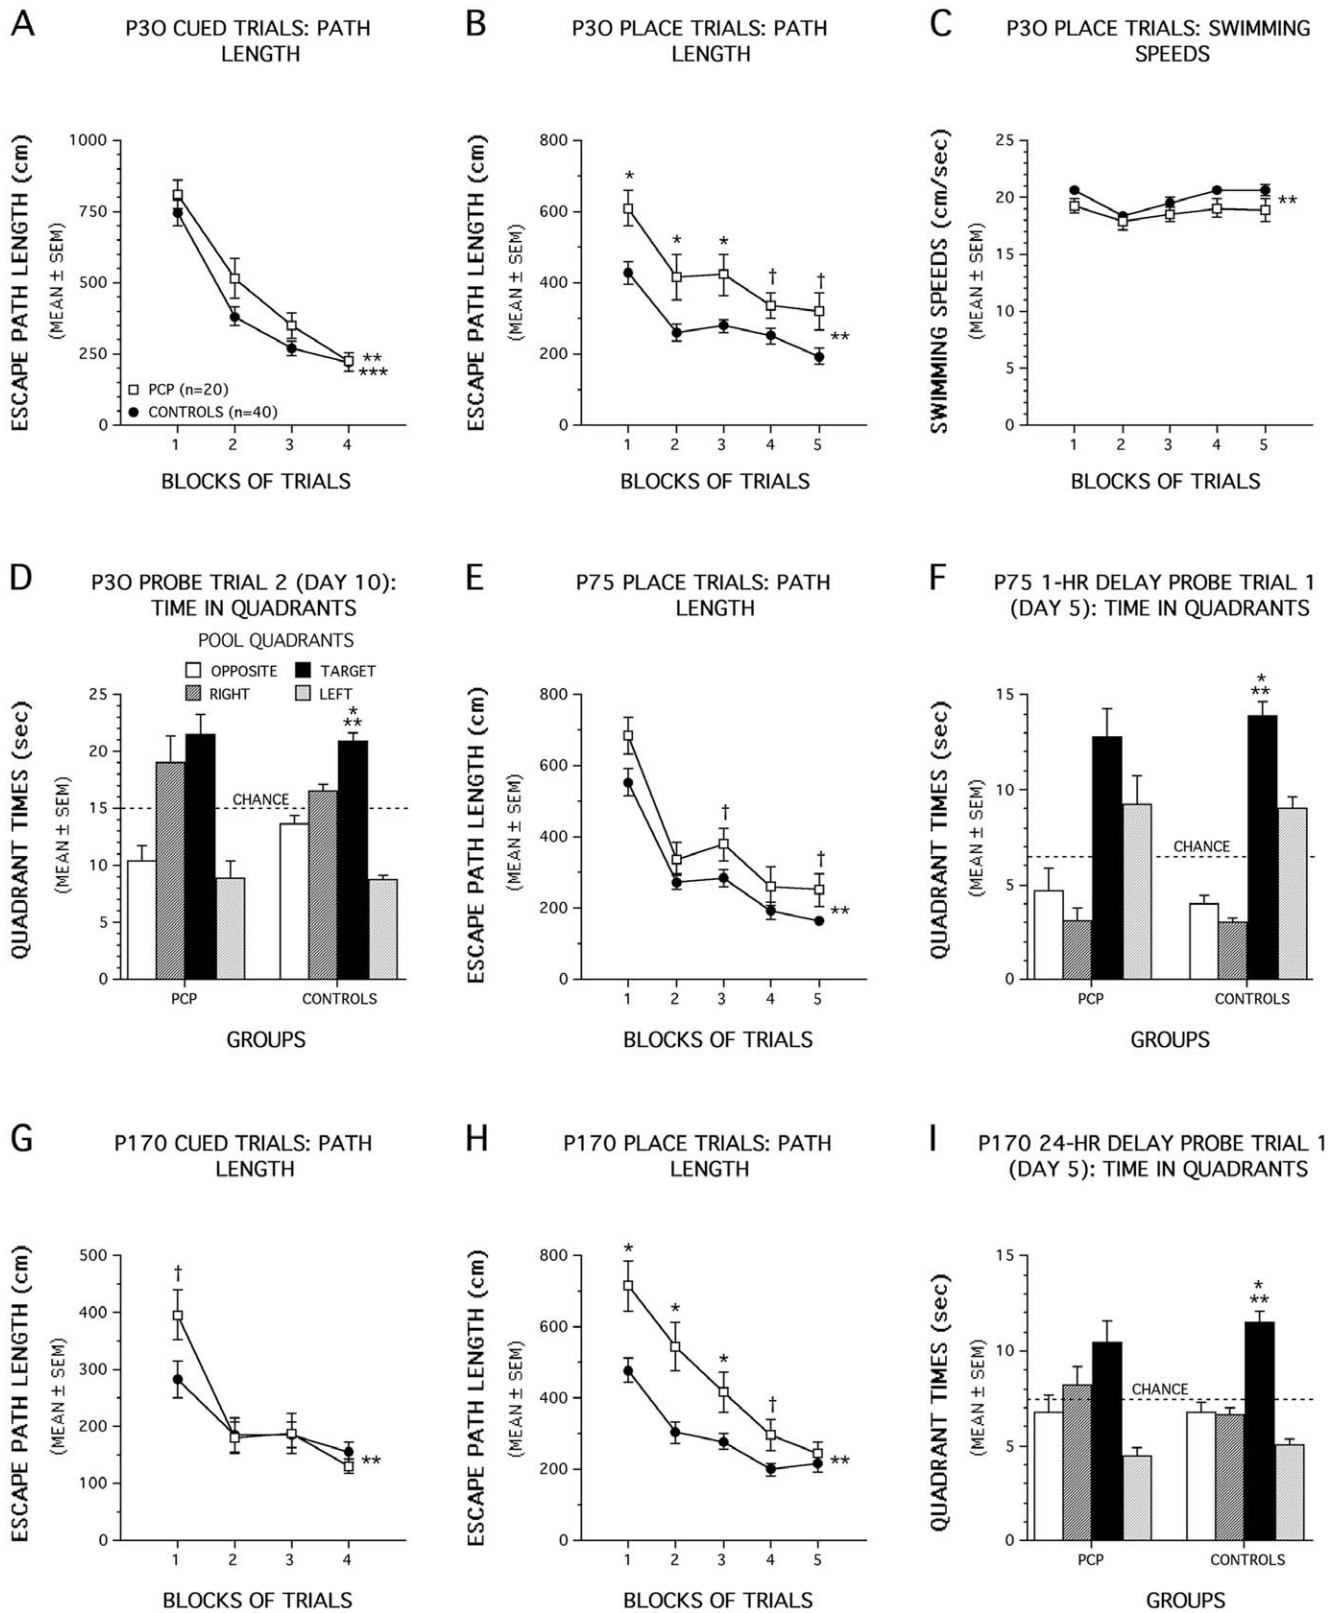 A
P30 CUED TRIALS: PATH
LENGTH
ESCAPE PATH LENGTH (cm)
(MEAN ± SEM)
1000
750
500
250
0
PCP (n=20)
CONTROLS (n=40)
**
***
1 2 3 4
BLOCKS OF TRIALS
B
P30 PLACE TRIALS: PATH
LENGTH
ESCAPE PATH LENGTH (cm)
(MEAN ± SEM)
800
600
400
200
0
* * * † †
**
1 2 3 4 5
BLOCKS OF TRIALS
C
P30 PLACE TRIALS: SWIMMING
SPEEDS
SWIMMING SPEEDS (cm/sec)
(MEAN ± SEM)
25
20
15
10
5
0
**
1 2 3 4 5
BLOCKS OF TRIALS
D
P30 PROBE TRIAL 2 (DAY 10):
TIME IN QUADRANTS
POOL QUADRANTS
OPPOSITE TARGET
RIGHT LEFT
QUADRANT TIMES (sec)
(MEAN ± SEM)
25
20
15
10
5
0
*
**
CHANCE
PCP CONTROLS
GROUPS
E
P75 PLACE TRIALS: PATH
LENGTH
ESCAPE PATH LENGTH (cm)
(MEAN ± SEM)
800
600
400
200
0
† †
**
1 2 3 4 5
BLOCKS OF TRIALS
F
P75 1-HR DELAY PROBE TRIAL 1
(DAY 5): TIME IN QUADRANTS
QUADRANT TIMES (sec)
(MEAN ± SEM)
15
10
5
0
*
**
CHANCE
PCP CONTROLS
GROUPS
G
P170 CUED TRIALS: PATH
LENGTH
ESCAPE PATH LENGTH (cm)
(MEAN ± SEM)
500
400
300
200
100
0
†
**
1 2 3 4
BLOCKS OF TRIALS
H
P170 PLACE TRIALS: PATH
LENGTH
ESCAPE PATH LENGTH (cm)
(MEAN ± SEM)
800
600
400
200
0
* * * †
**
1 2 3 4 5
BLOCKS OF TRIALS
I
P170 24-HR DELAY PROBE TRIAL 1
(DAY 5): TIME IN QUADRANTS
QUADRANT TIMES (sec)
(MEAN ± SEM)
15
10
5
0
*
**
CHANCE
PCP CONTROLS
GROUPS